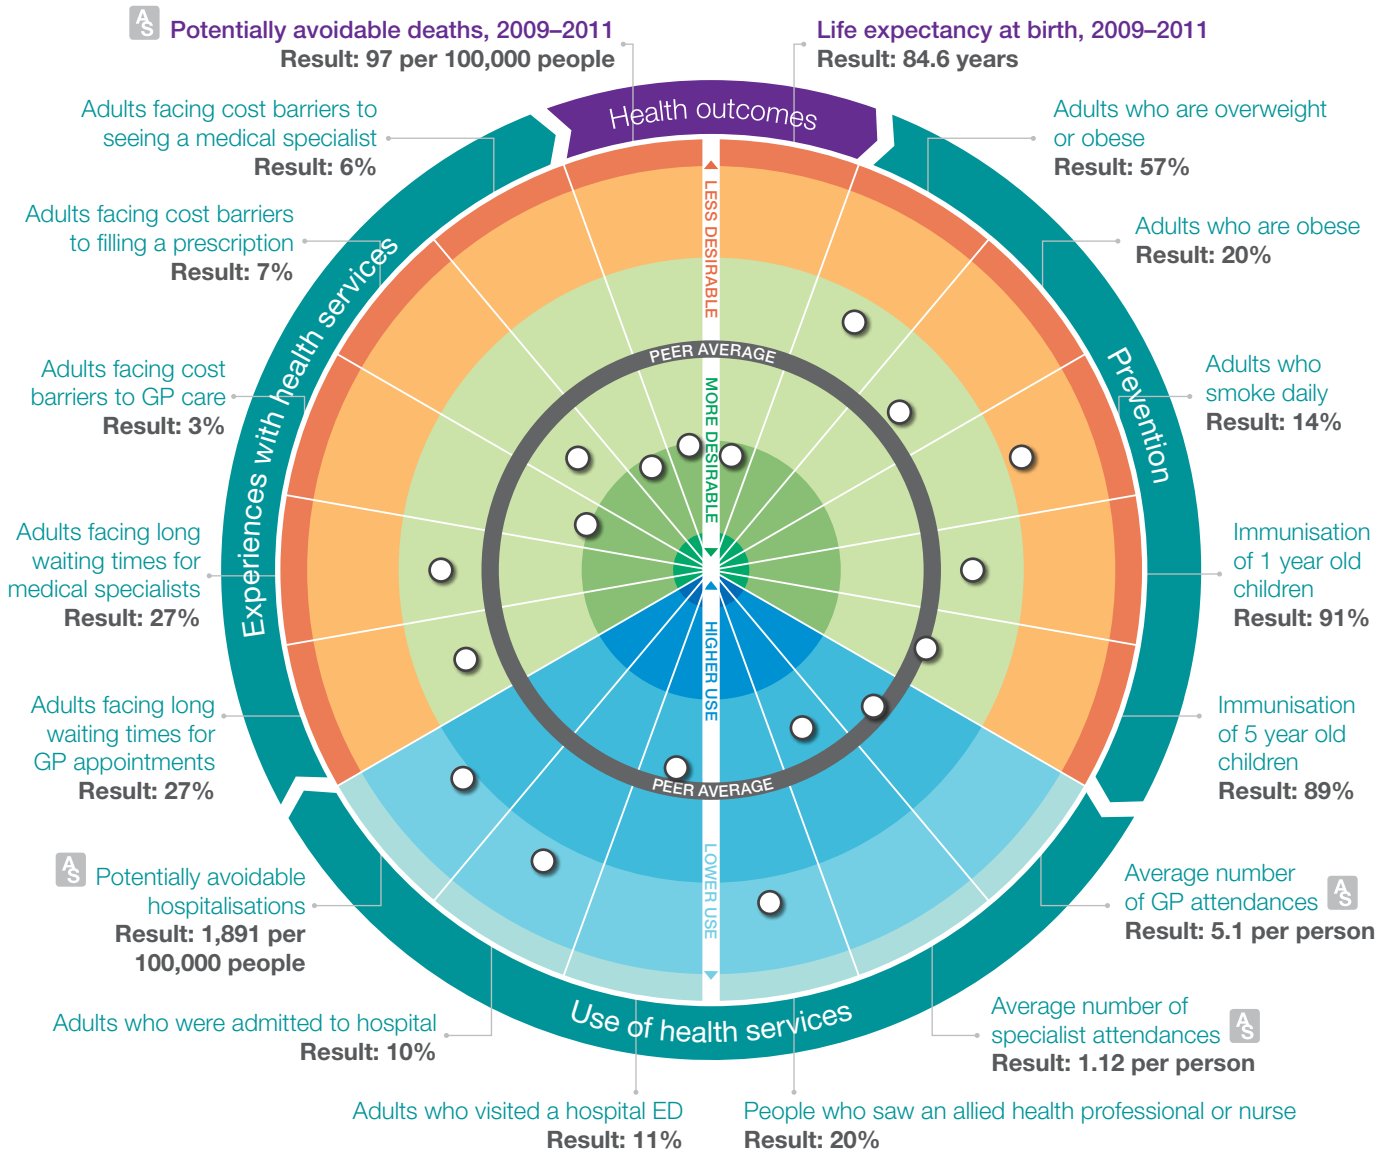 AS Potentially avoidable deaths, 2009–2011
Result: 97 per 100,000 people
Life expectancy at birth, 2009–2011
Result: 84.6 years
Health outcomes
Adults facing cost barriers to
seeing a medical specialist
Result: 6%
Adults facing cost barriers
to filling a prescription
Result: 7%
Adults facing cost
barriers to GP care
Result: 3%
Adults facing long
waiting times for
medical specialists
Result: 27%
Adults facing long
waiting times for
GP appointments
Result: 27%
Experiences with health services
Adults who are overweight
or obese
Result: 57%
Adults who are obese
Result: 20%
Adults who
smoke daily
Result: 14%
Immunisation
of 1 year old
children
Result: 91%
Immunisation
of 5 year old
children
Result: 89%
Prevention
LESS DESIRABLE
PEER AVERAGE
MORE DESIRABLE
HIGHER USE
PEER AVERAGE
LOWER USE
AS Potentially avoidable
hospitalisations
Result: 1,891 per
100,000 people
Adults who were admitted to hospital
Result: 10%
Adults who visited a hospital ED
Result: 11%
Use of health services
Average number
of GP attendances AS
Result: 5.1 per person
Average number of
specialist attendances AS
Result: 1.12 per person
People who saw an allied health professional or nurse
Result: 20%